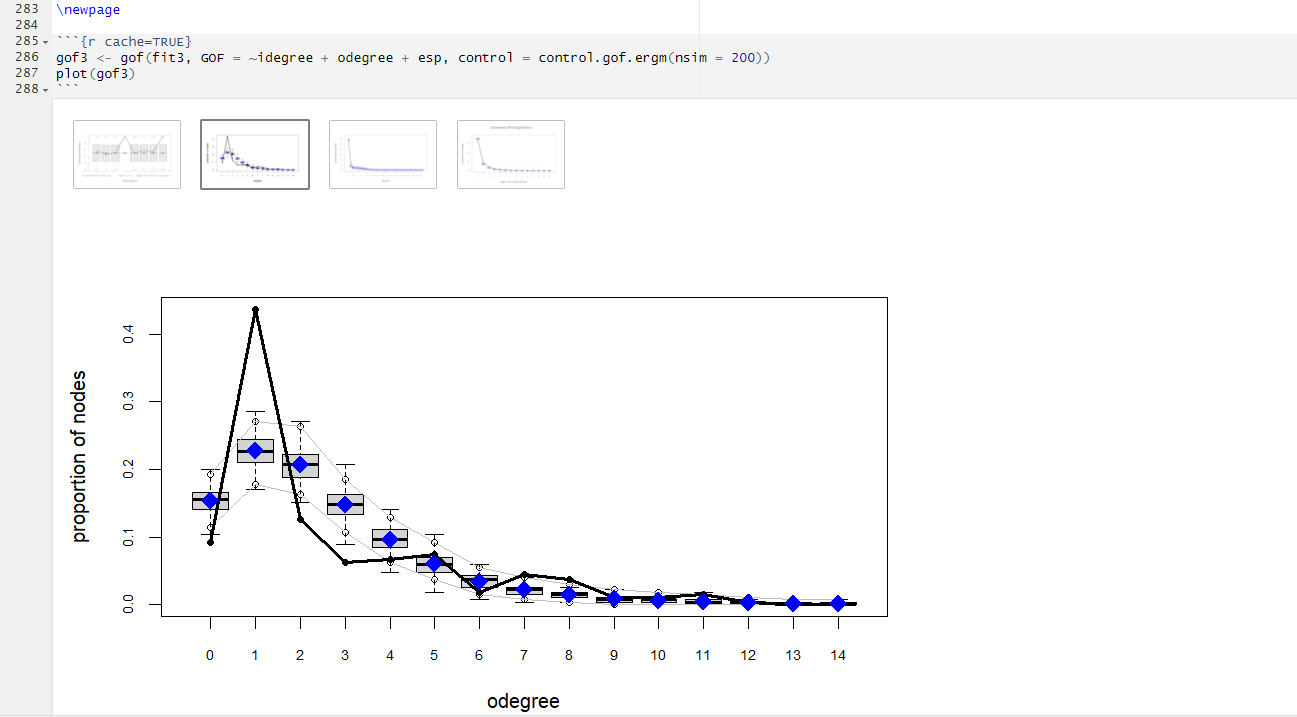 283 \newpage
284
285 ```{r cache=TRUE}
286 gof3 <- gof(fit3, GOF = ~idegree + odegree + esp, control = control.gof.ergm(nsim = 200))
287 plot(gof3)
288 ```
0.4
0.3
0.2
0.1
0.0
proportion of nodes
0 1 2 3 4 5 6 7 8 9 10 11 12 13 14
odegree